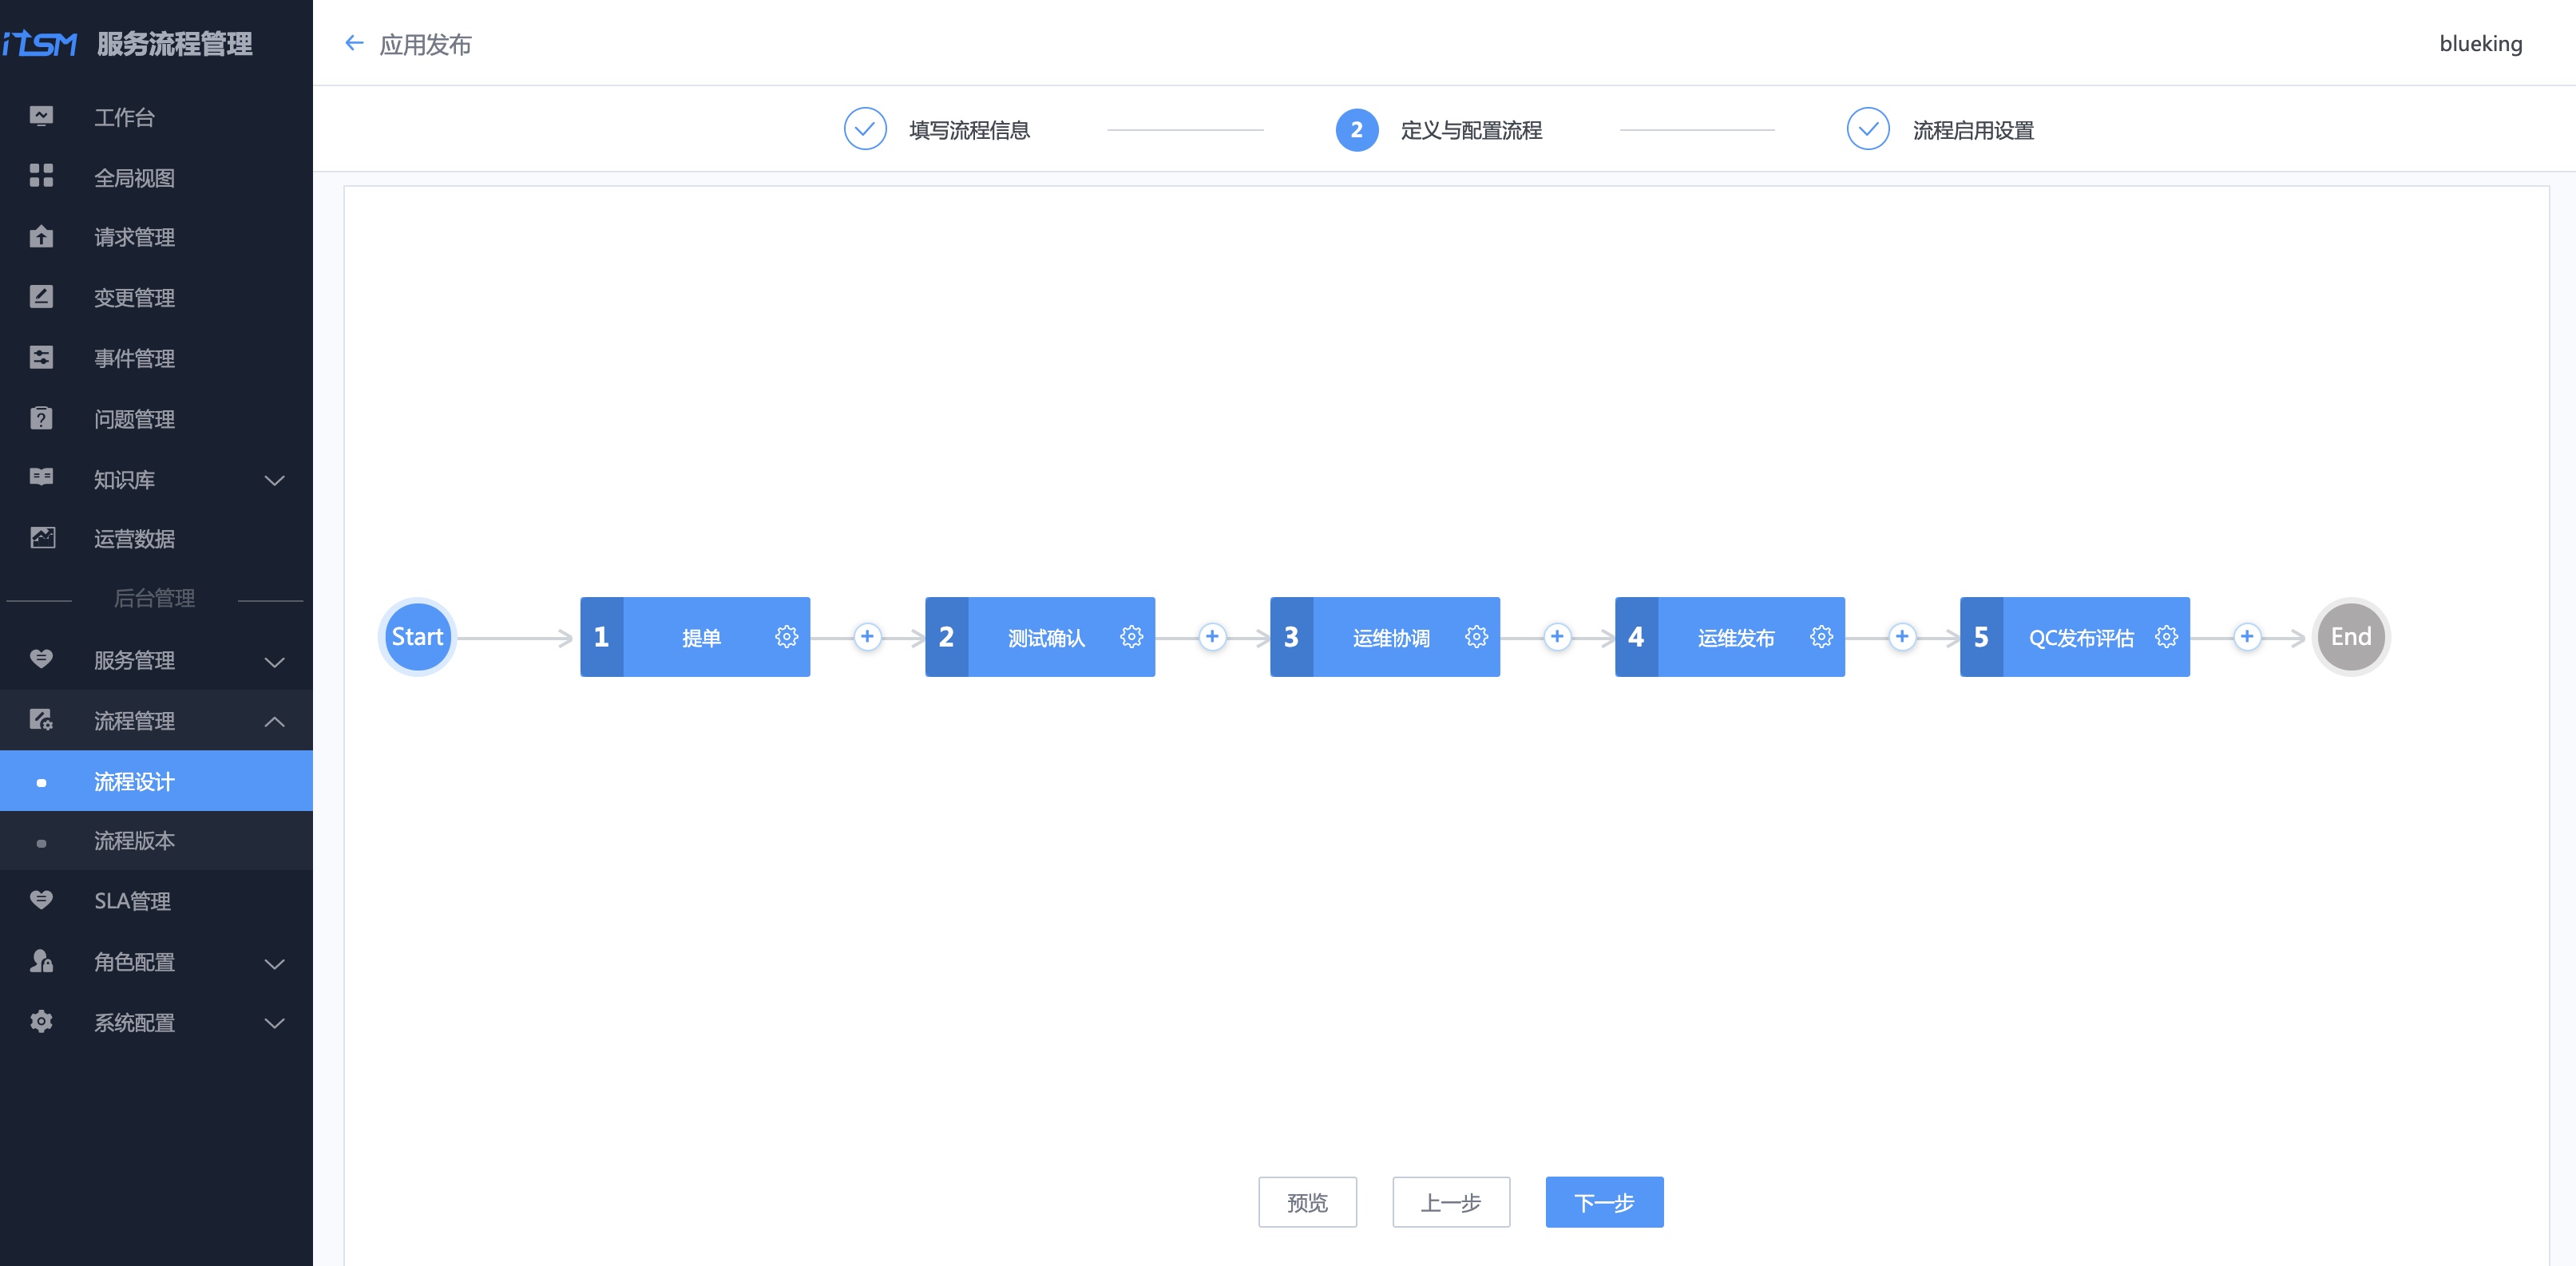 iTSM 服务流程管理
工作台
全局视图
请求管理
变更管理
事件管理
问题管理
知识库
运营数据
后台管理
服务管理
流程管理
流程设计
流程版本
SLA管理
角色配置
系统配置
应用发布
blueking
填写流程信息
2 定义与配置流程
流程启用设置
Start
1 提单
2 测试确认
3 运维协调
4 运维发布
5 QC发布评估
End
预览
上一步
下一步